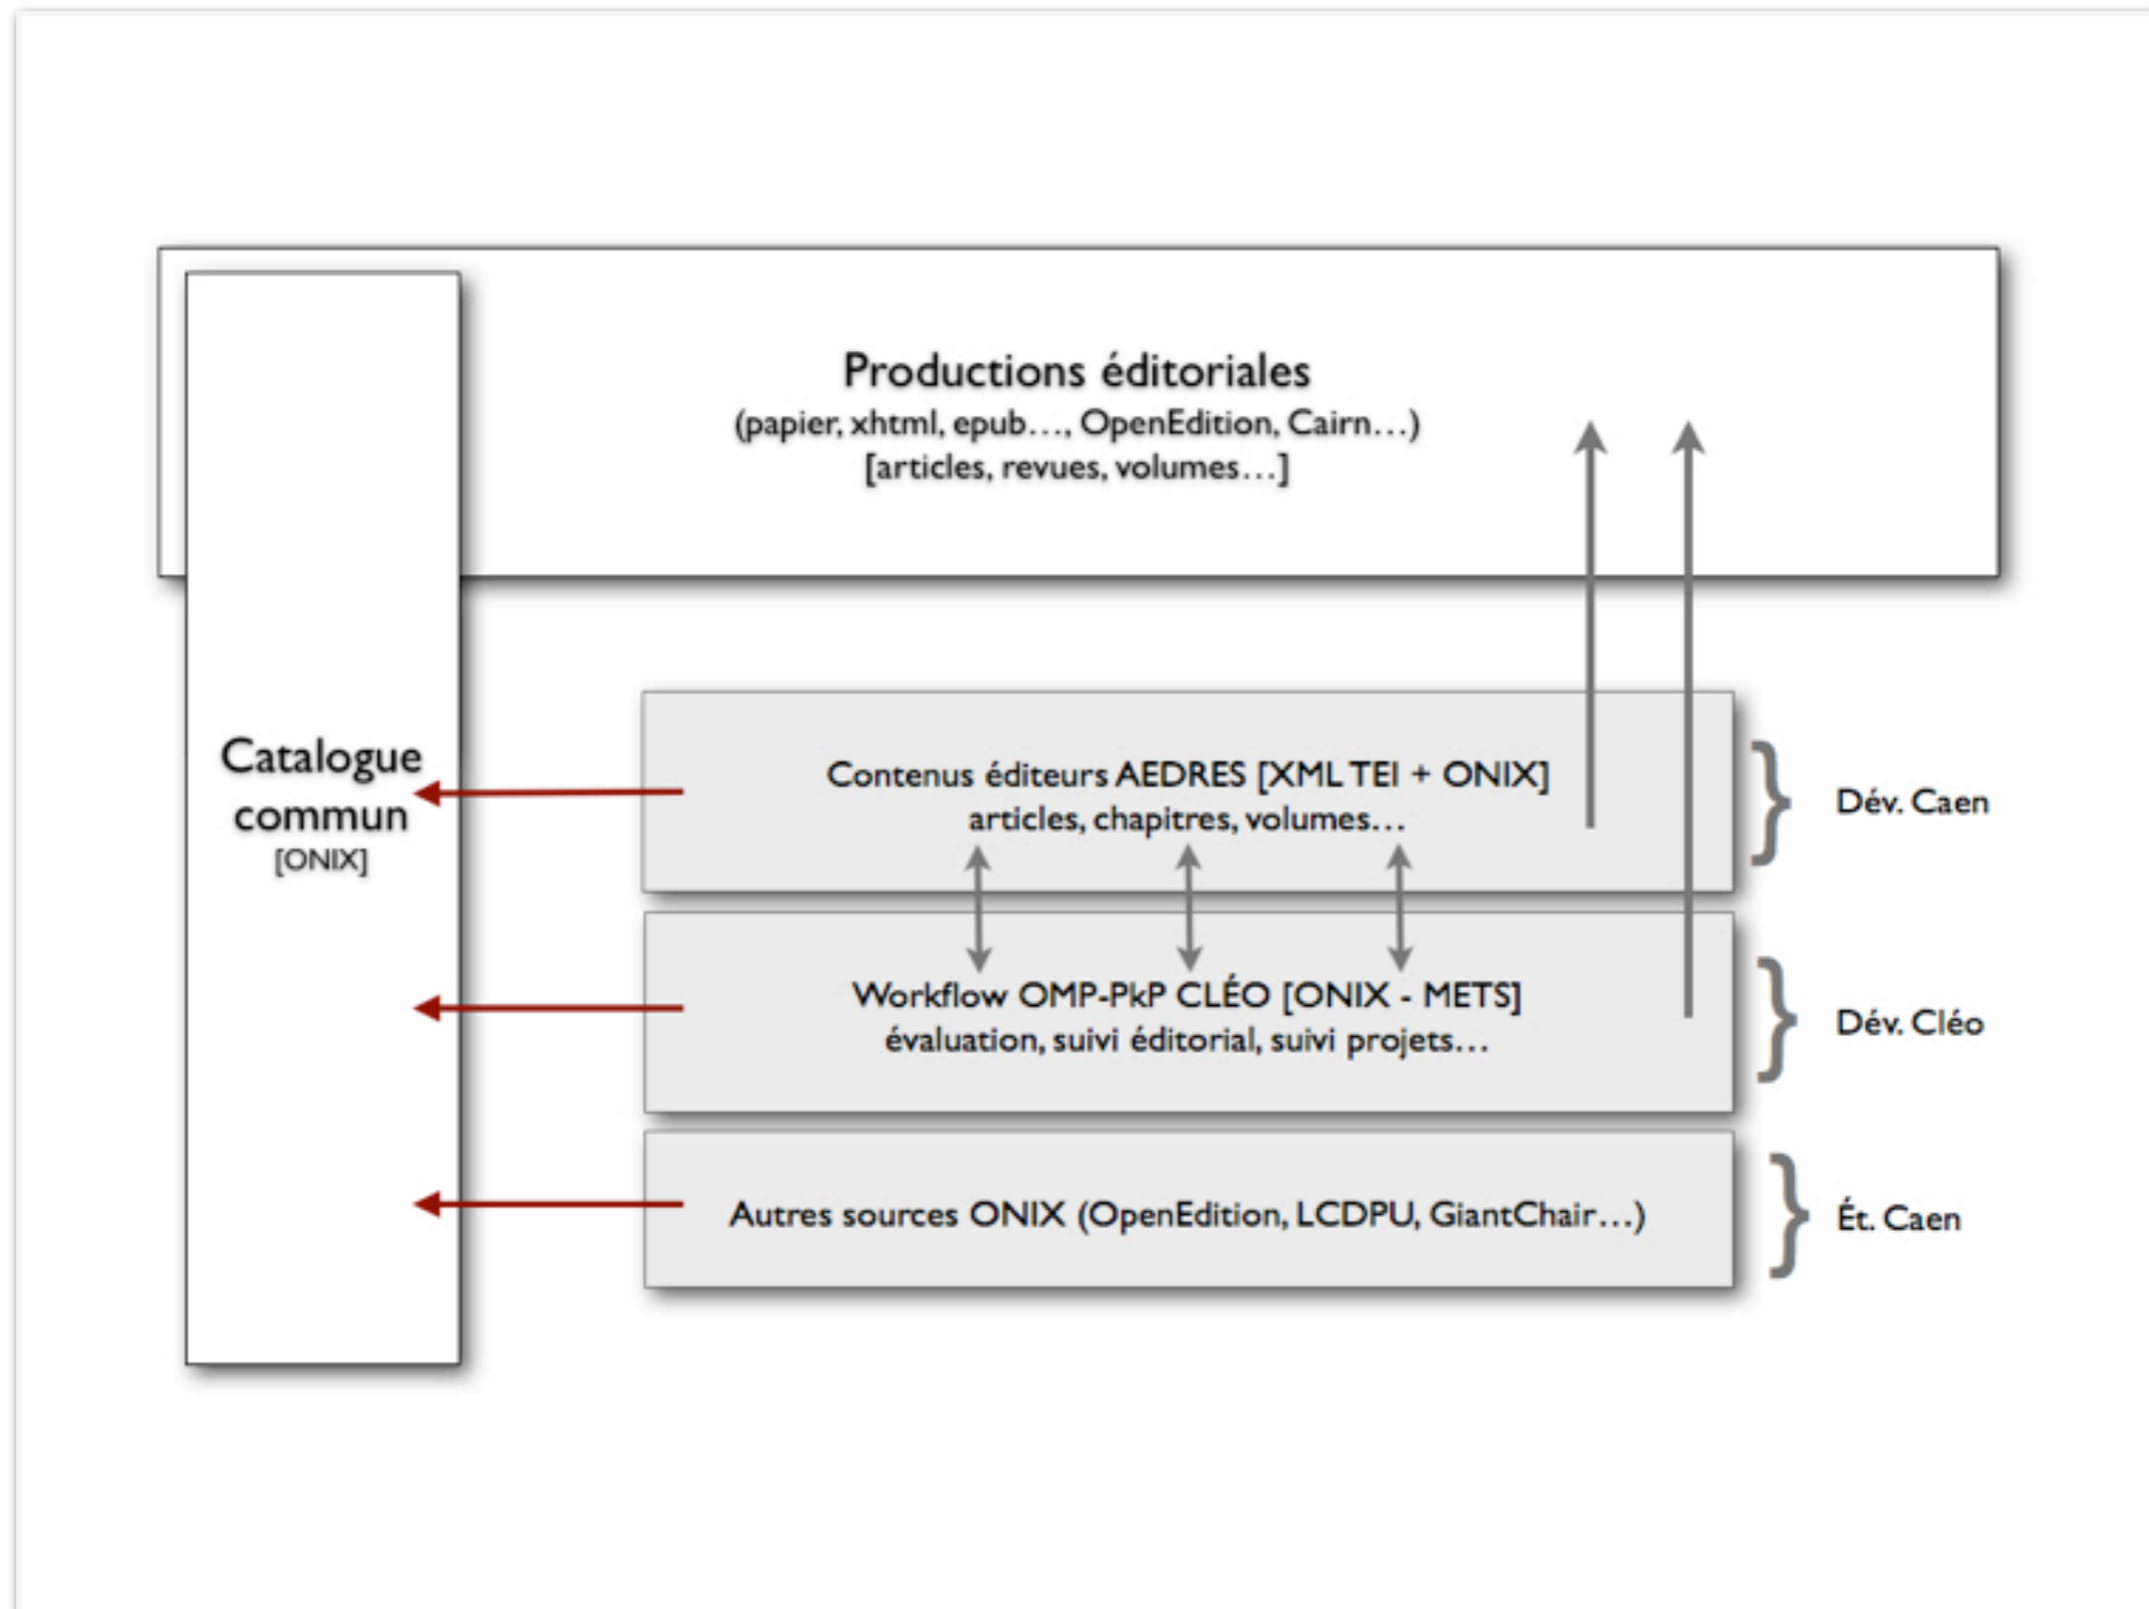 Productions éditoriales
(papier, xhtml, epub…, OpenEdition, Cairn…)
[articles, revues, volumes…]
Catalogue
commun
[ONIX]
Contenus éditeurs AEDRES [XML TEI + ONIX]
articles, chapitres, volumes…
Dév. Caen
Workflow OMP-PkP CLÉO [ONIX - METS]
évaluation, suivi éditorial, suivi projets…
Dév. Cléo
Autres sources ONIX (OpenEdition, LCDPU, GiantChair…)
Ét. Caen